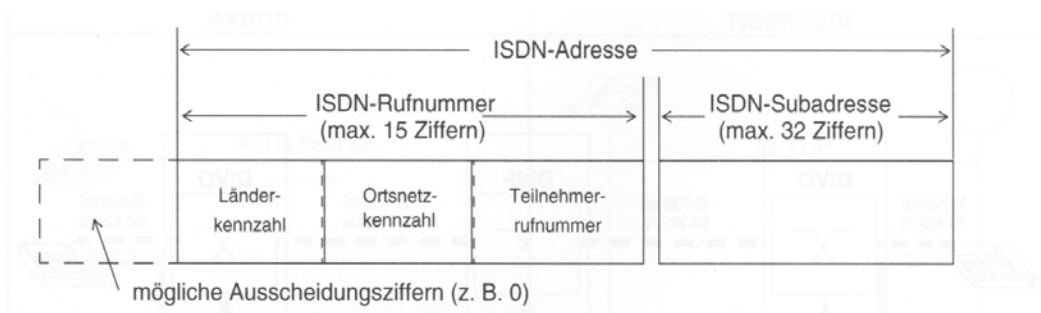 ISDN-Adresse
ISDN-Rufnummer
(max. 15 Ziffern)
ISDN-Subadresse
(max. 32 Ziffern)
Länder-
kennzahl
Ortsnetz-
kennzahl
Teilnehmer-
rufnummer
mögliche Ausscheidungsziffern (z. B. 0)